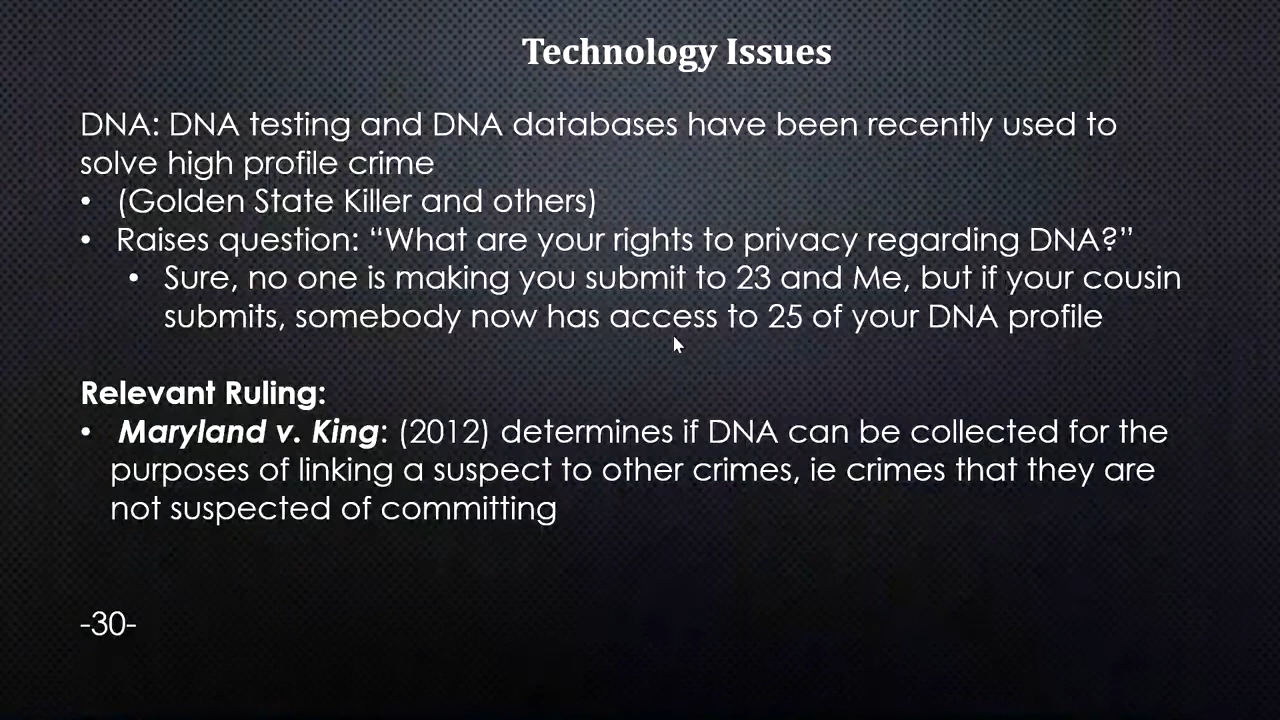 Technology Issues
DNA: DNA testing and DNA databases have been recently used to
solve high profile crime
• (Golden State Killer and others)
• Raises question: “What are your rights to privacy regarding DNA?”
• Sure, no one is making you submit to 23 and Me, but if your cousin
submits, somebody now has access to 25 of your DNA profile
Relevant Ruling:
• Maryland v. King: (2012) determines if DNA can be collected for the
purposes of linking a suspect to other crimes, ie crimes that they are
not suspected of committing
-30-